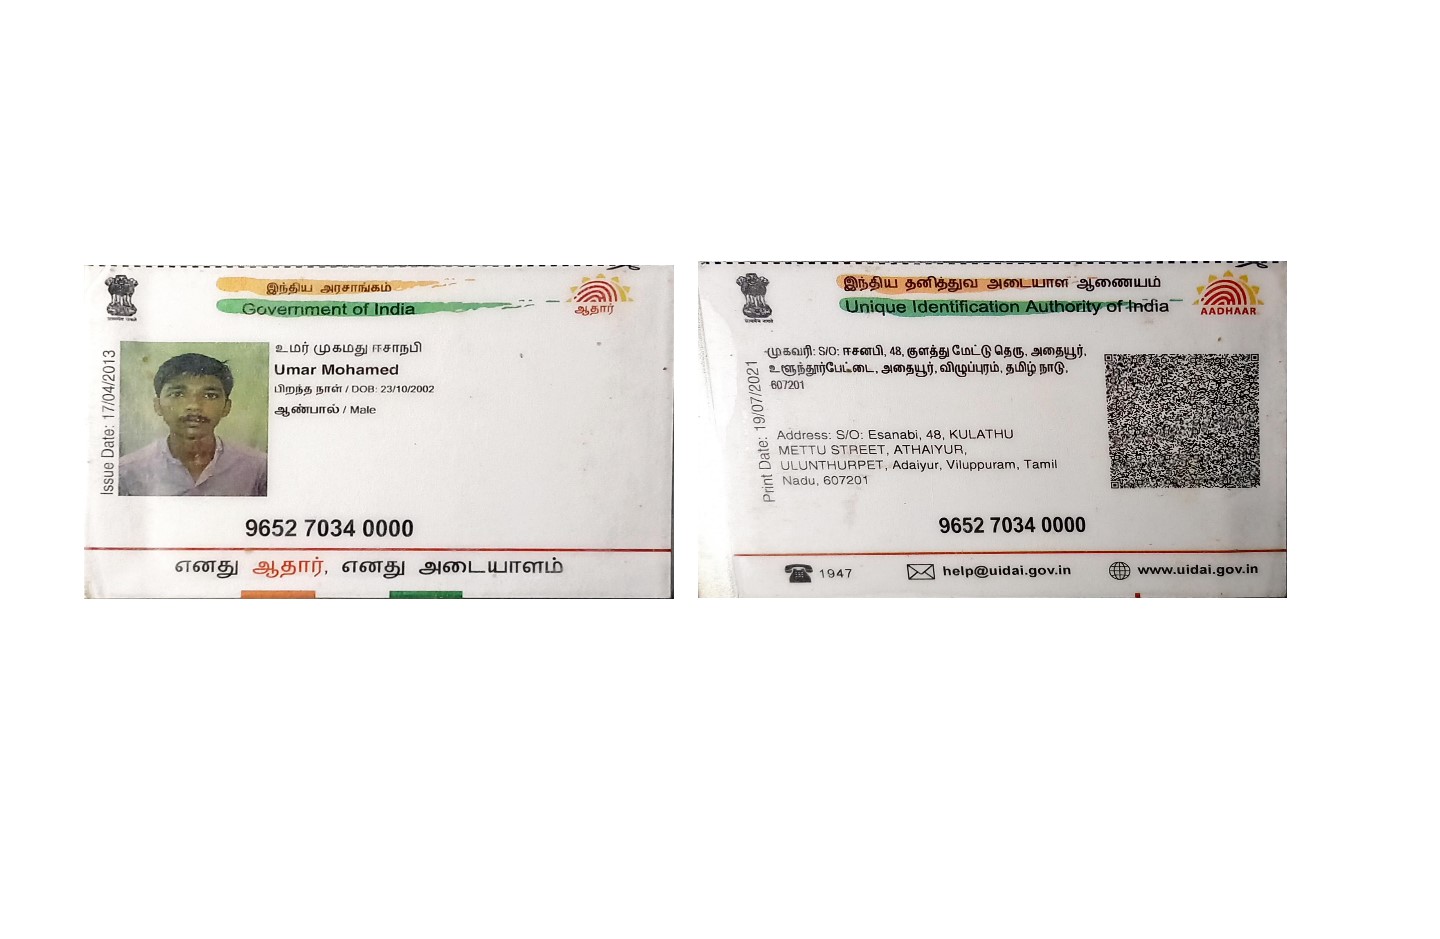 இந்திய அரசாங்கம்
Government of India
ஆதார்
Issue Date: 17/04/2013
உமர் முகமது ஈசாநபி
Umar Mohamed
பிறந்த நாள் / DOB: 23/10/2002
ஆண்பால் / Male
9652 7034 0000
எனது ஆதார், எனது அடையாளம்
இந்திய தனித்துவ அடையாள ஆணையம்
Unique Identification Authority of India
AADHAAR
Print Date: 19/07/2021
முகவரி: S/O: ஈசனபி, 48, குளத்து மேட்டு தெரு, அதையூர்,
உளுந்தூர்பேட்டை, அதையூர், விழுப்புரம், தமிழ் நாடு,
607201
Address: S/O: Esanabi, 48, KULATHU
METTU STREET, ATHAIYUR,
ULUNTHURPET, Adaiyur, Viluppuram, Tamil
Nadu, 607201
9652 7034 0000
1947
help@uidai.gov.in
www.uidai.gov.in